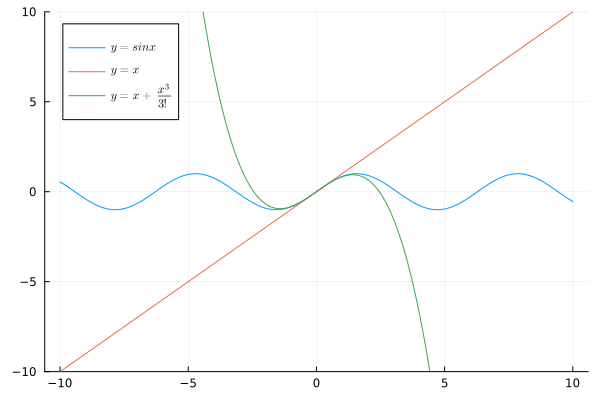 10
5
0
−5
−10
y = sinx
y = x
y = x + x³/3!
−10 −5 0 5 10